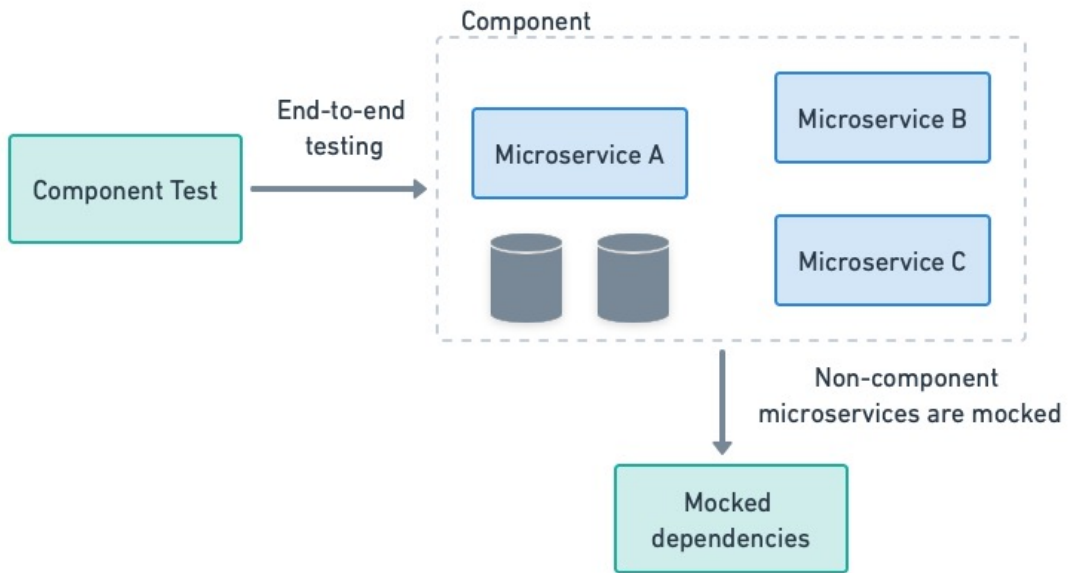 Component
End-to-end
testing
Component Test
Microservice A
Microservice B
Microservice C
Non-component
microservices are mocked
Mocked
dependencies